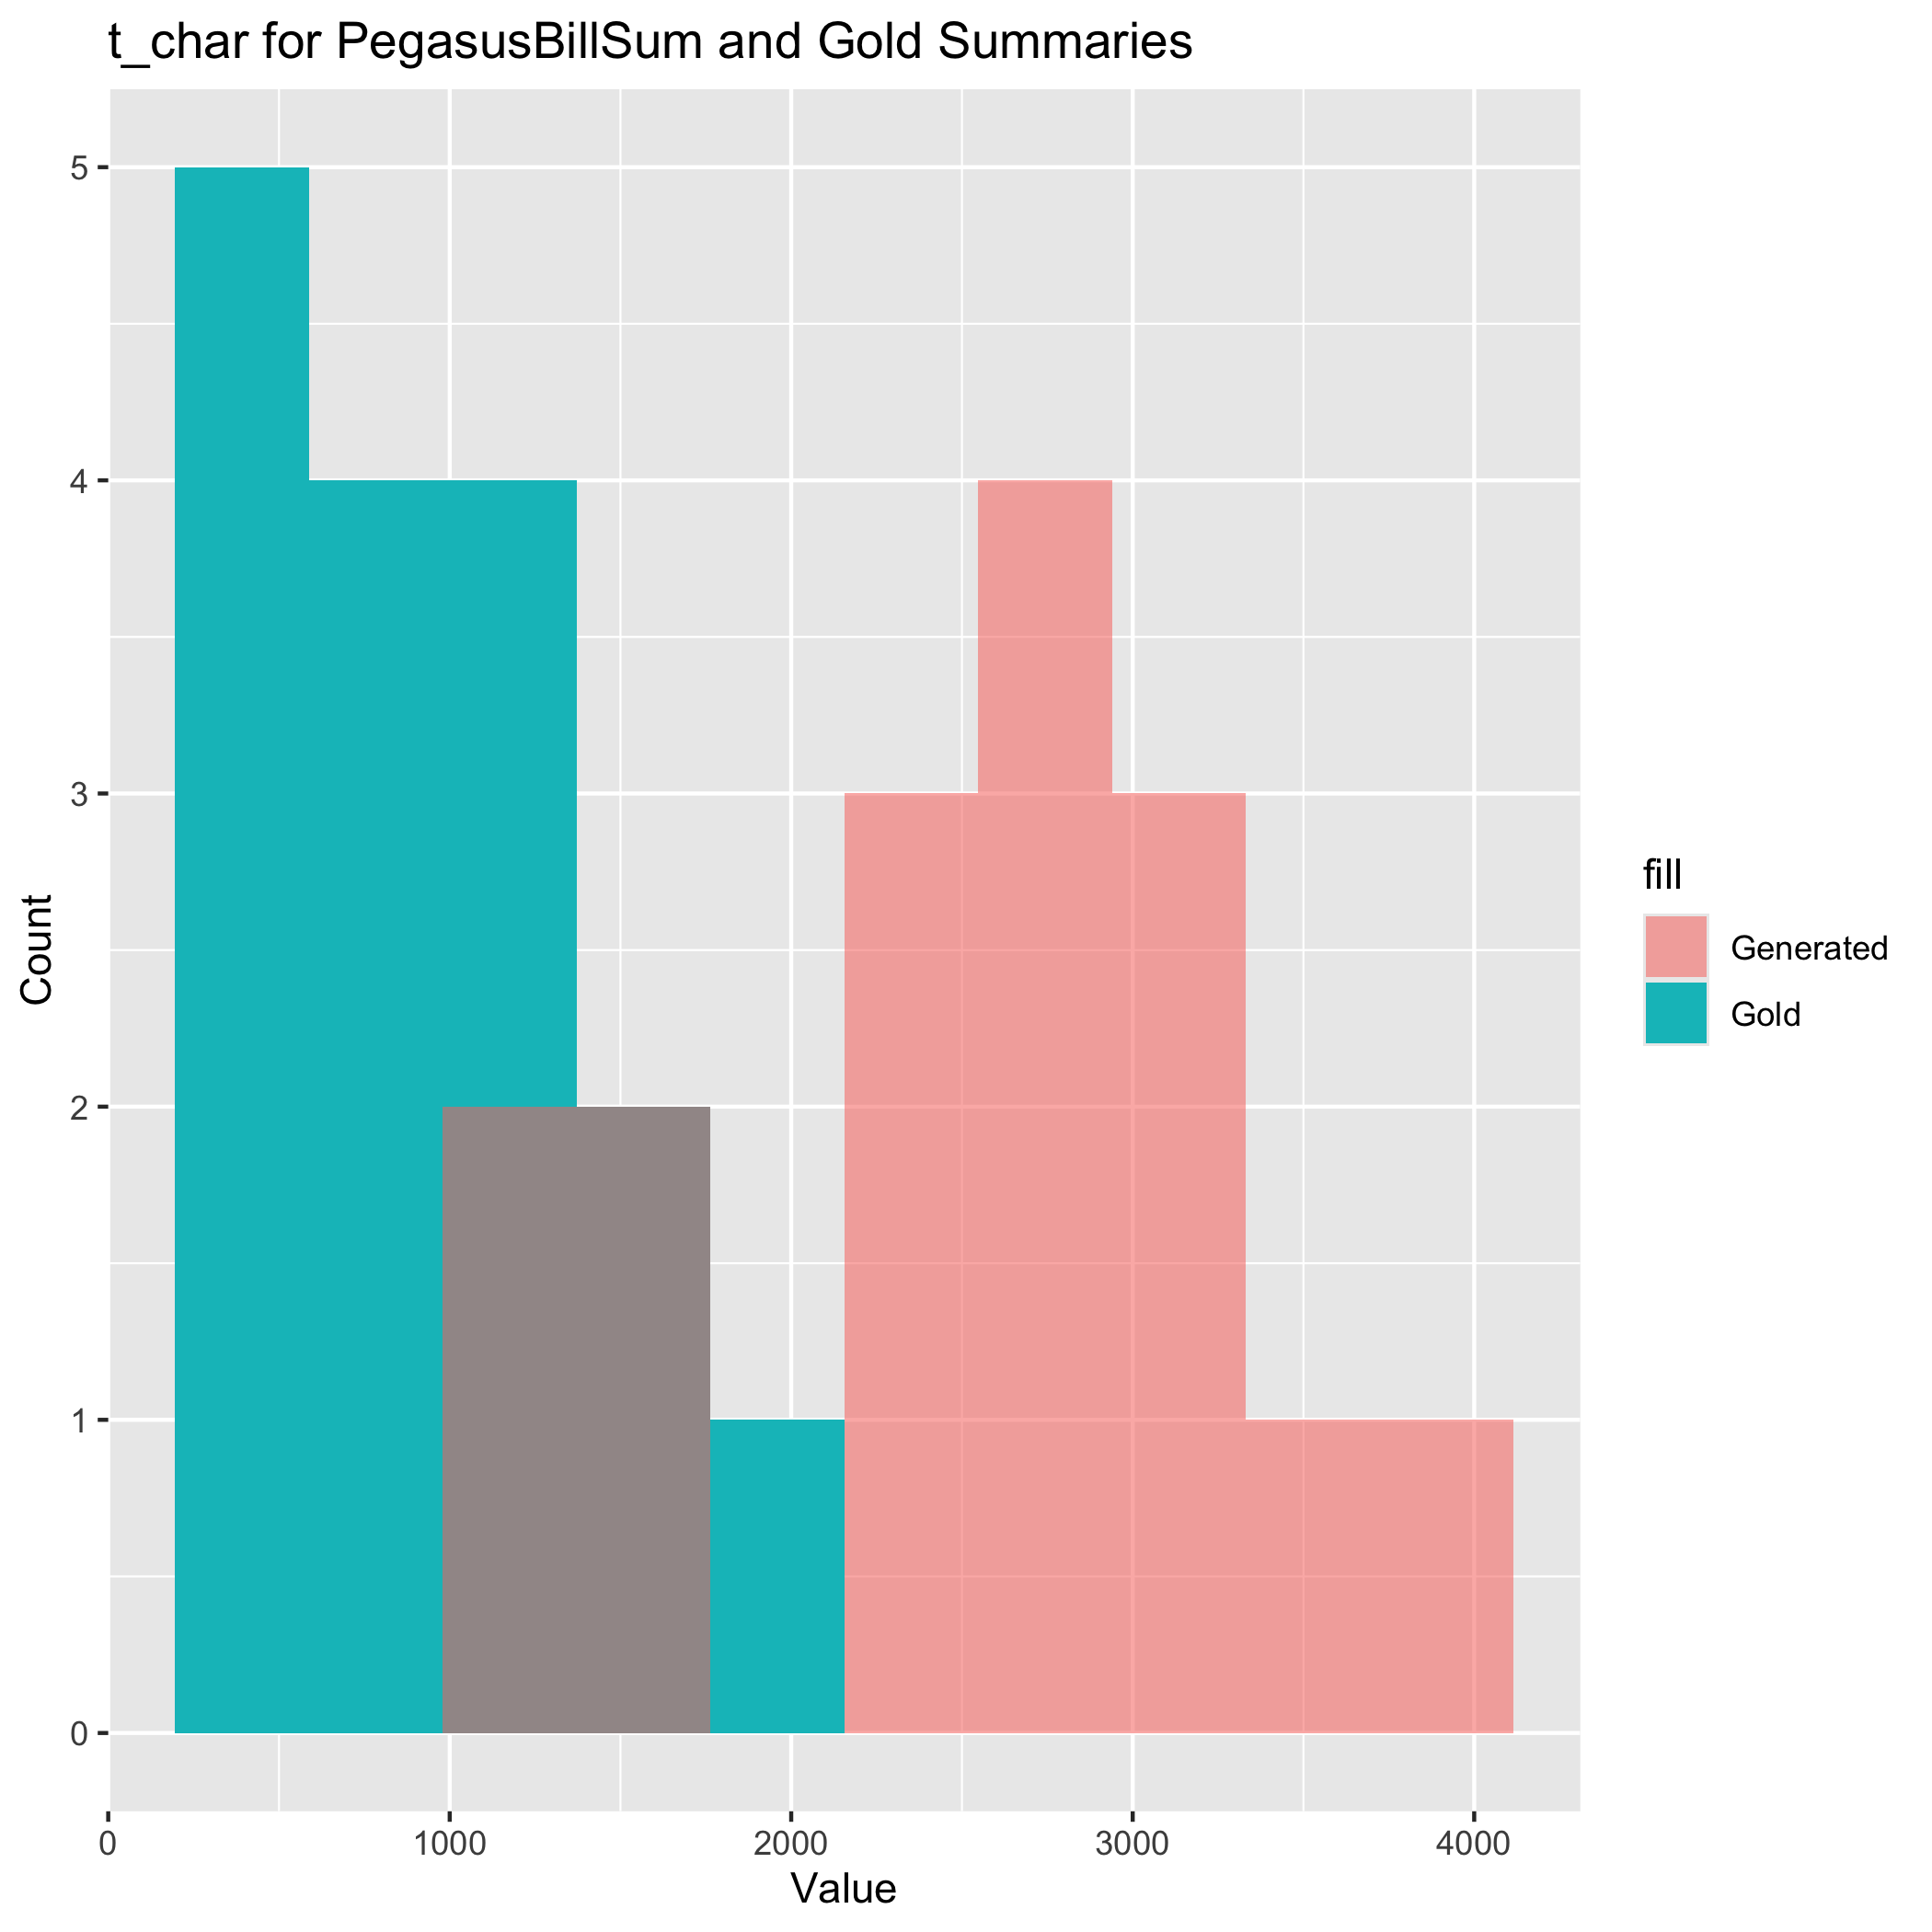 t_char for PegasusBillSum and Gold Summaries
5
4
3
2
1
0
Count
0 1000 2000 3000 4000
Value
fill
Generated
Gold